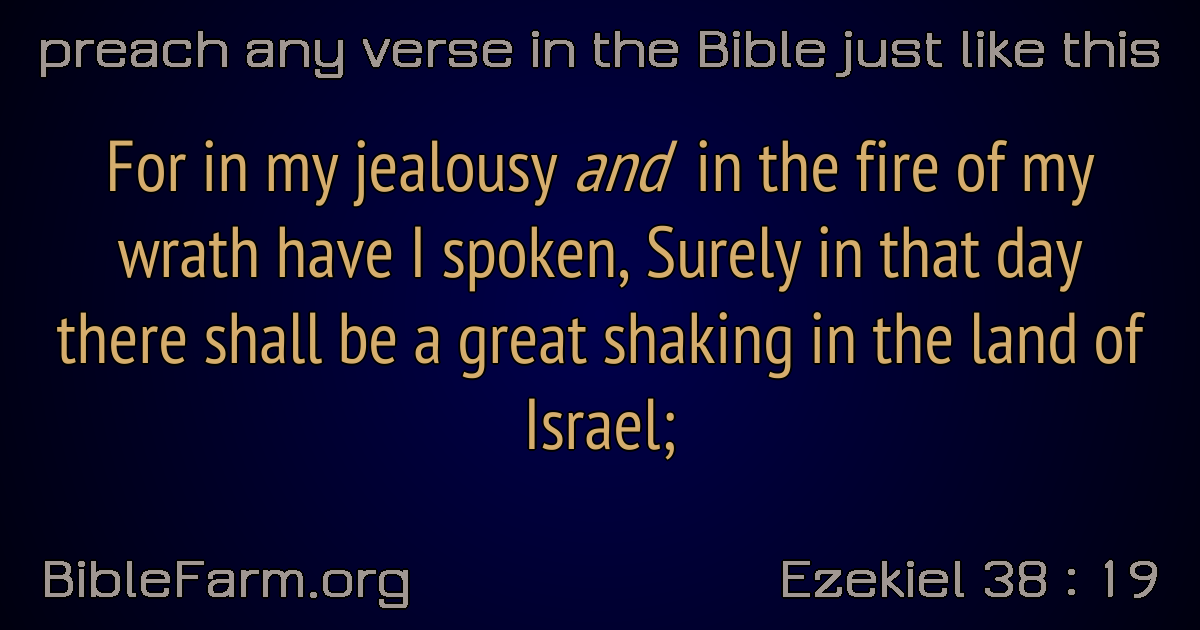 preach any verse in the Bible just like this
For in my jealousy and in the fire of my
wrath have I spoken, Surely in that day
there shall be a great shaking in the land of
Israel;
BibleFarm.org
Ezekiel 38 : 19